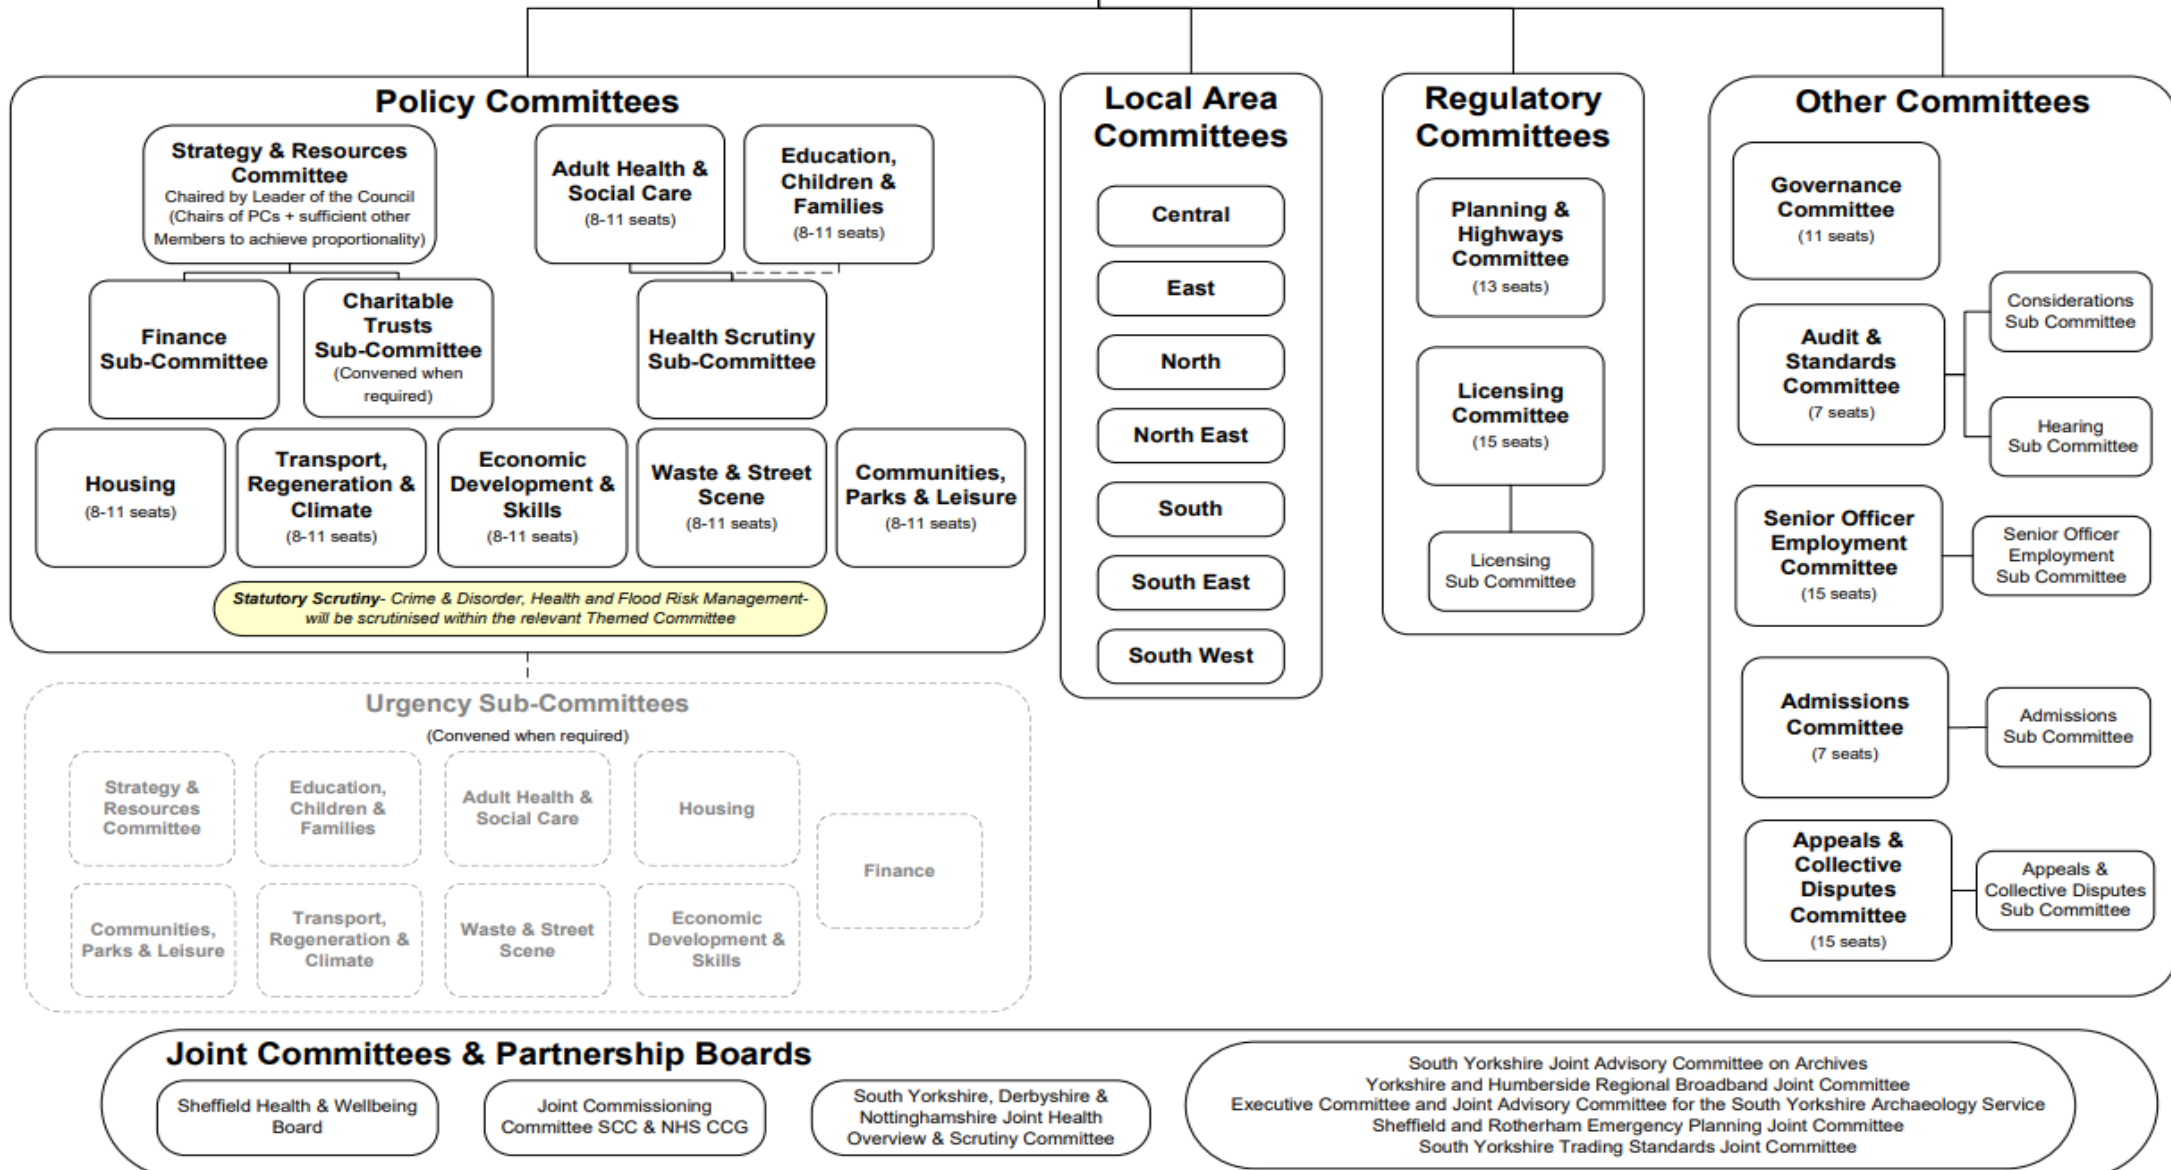 Policy Committees
Strategy & Resources
Committee
Chaired by Leader of the Council
(Chairs of PCs + sufficient other
Members to achieve proportionality)
Adult Health &
Social Care
(8-11 seats)
Education,
Children &
Families
(8-11 seats)
Finance
Sub-Committee
Charitable
Trusts
Sub-Committee
(Convened when
required)
Health Scrutiny
Sub-Committee
Housing
(8-11 seats)
Transport,
Regeneration &
Climate
(8-11 seats)
Economic
Development &
Skills
(8-11 seats)
Waste & Street
Scene
(8-11 seats)
Communities,
Parks & Leisure
(8-11 seats)
Statutory Scrutiny- Crime & Disorder, Health and Flood Risk Management-
will be scrutinised within the relevant Themed Committee
Urgency Sub-Committees
(Convened when required)
Strategy &
Resources
Committee
Education,
Children &
Families
Adult Health &
Social Care
Housing
Finance
Communities,
Parks & Leisure
Transport,
Regeneration &
Climate
Waste & Street
Scene
Economic
Development &
Skills
Local Area
Committees
Central
East
North
North East
South
South East
South West
Regulatory
Committees
Planning &
Highways
Committee
(13 seats)
Licensing
Committee
(15 seats)
Licensing
Sub Committee
Other Committees
Governance
Committee
(11 seats)
Audit &
Standards
Committee
(7 seats)
Considerations
Sub Committee
Hearing
Sub Committee
Senior Officer
Employment
Committee
(15 seats)
Senior Officer
Employment
Sub Committee
Admissions
Committee
(7 seats)
Admissions
Sub Committee
Appeals &
Collective
Disputes
Committee
(15 seats)
Appeals &
Collective Disputes
Sub Committee
Joint Committees & Partnership Boards
Sheffield Health & Wellbeing
Board
Joint Commissioning
Committee SCC & NHS CCG
South Yorkshire, Derbyshire &
Nottinghamshire Joint Health
Overview & Scrutiny Committee
South Yorkshire Joint Advisory Committee on Archives
Yorkshire and Humberside Regional Broadband Joint Committee
Executive Committee and Joint Advisory Committee for the South Yorkshire Archaeology Service
Sheffield and Rotherham Emergency Planning Joint Committee
South Yorkshire Trading Standards Joint Committee